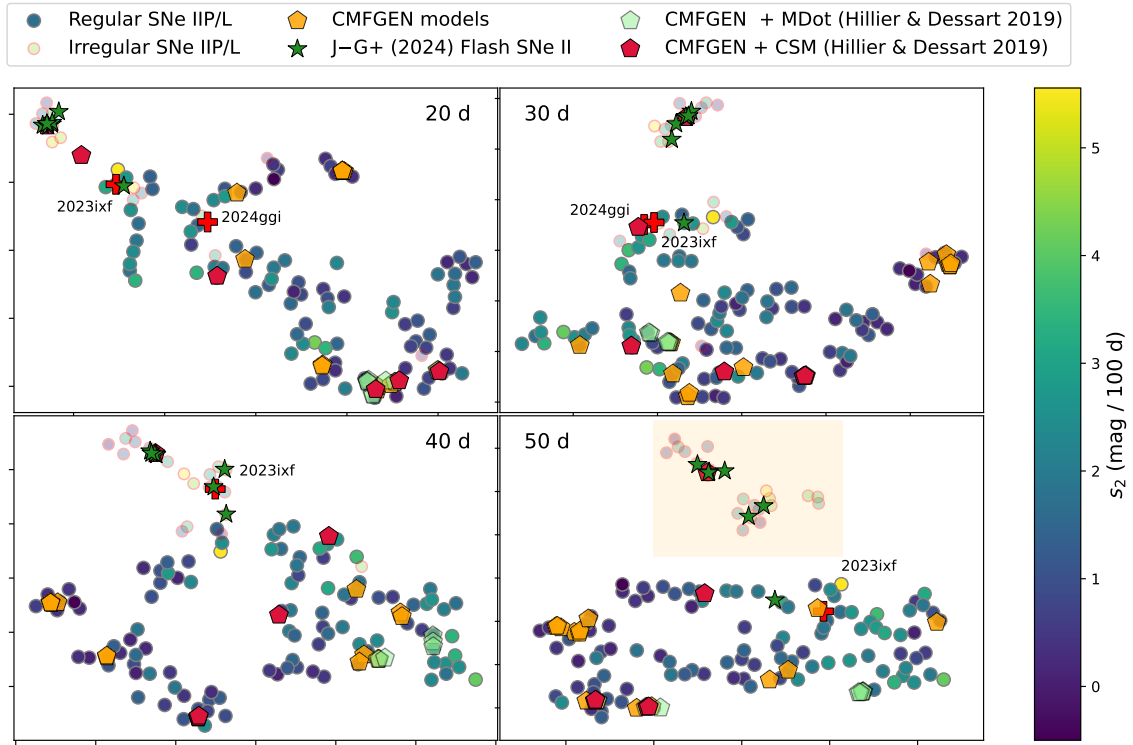 Regular SNe IIP/L
Irregular SNe IIP/L
CMFGEN models
J−G+ (2024) Flash SNe II
CMFGEN + MDot (Hillier & Dessart 2019)
CMFGEN + CSM (Hillier & Dessart 2019)
20 d
2023ixf
2024ggi
30 d
2024ggi
2023ixf
40 d
2023ixf
50 d
2023ixf
5
4
3
2
1
0
s₂ (mag / 100 d)